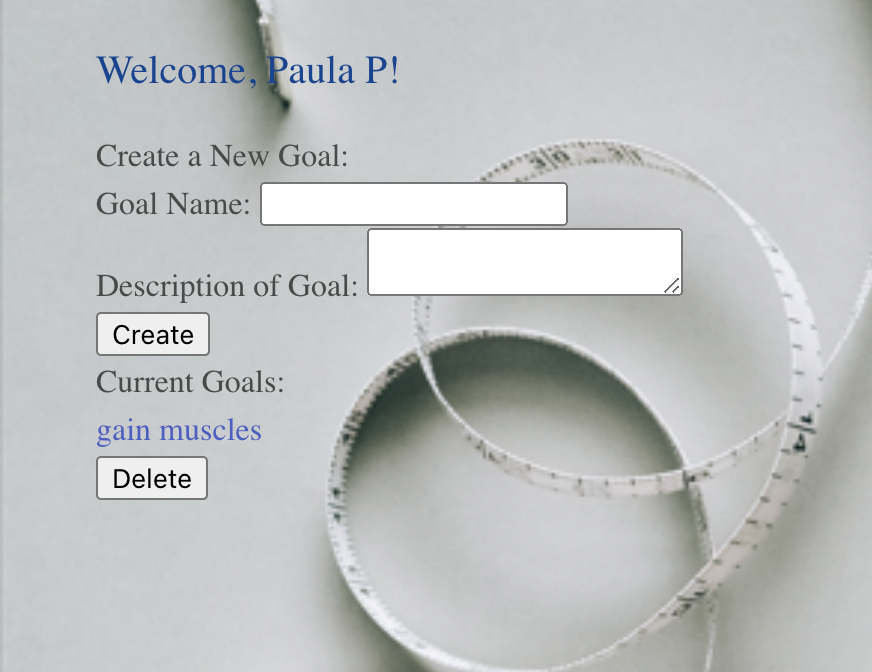 Welcome, Paula P!
Create a New Goal:
Goal Name:
Description of Goal:
Create
Current Goals:
gain muscles
Delete